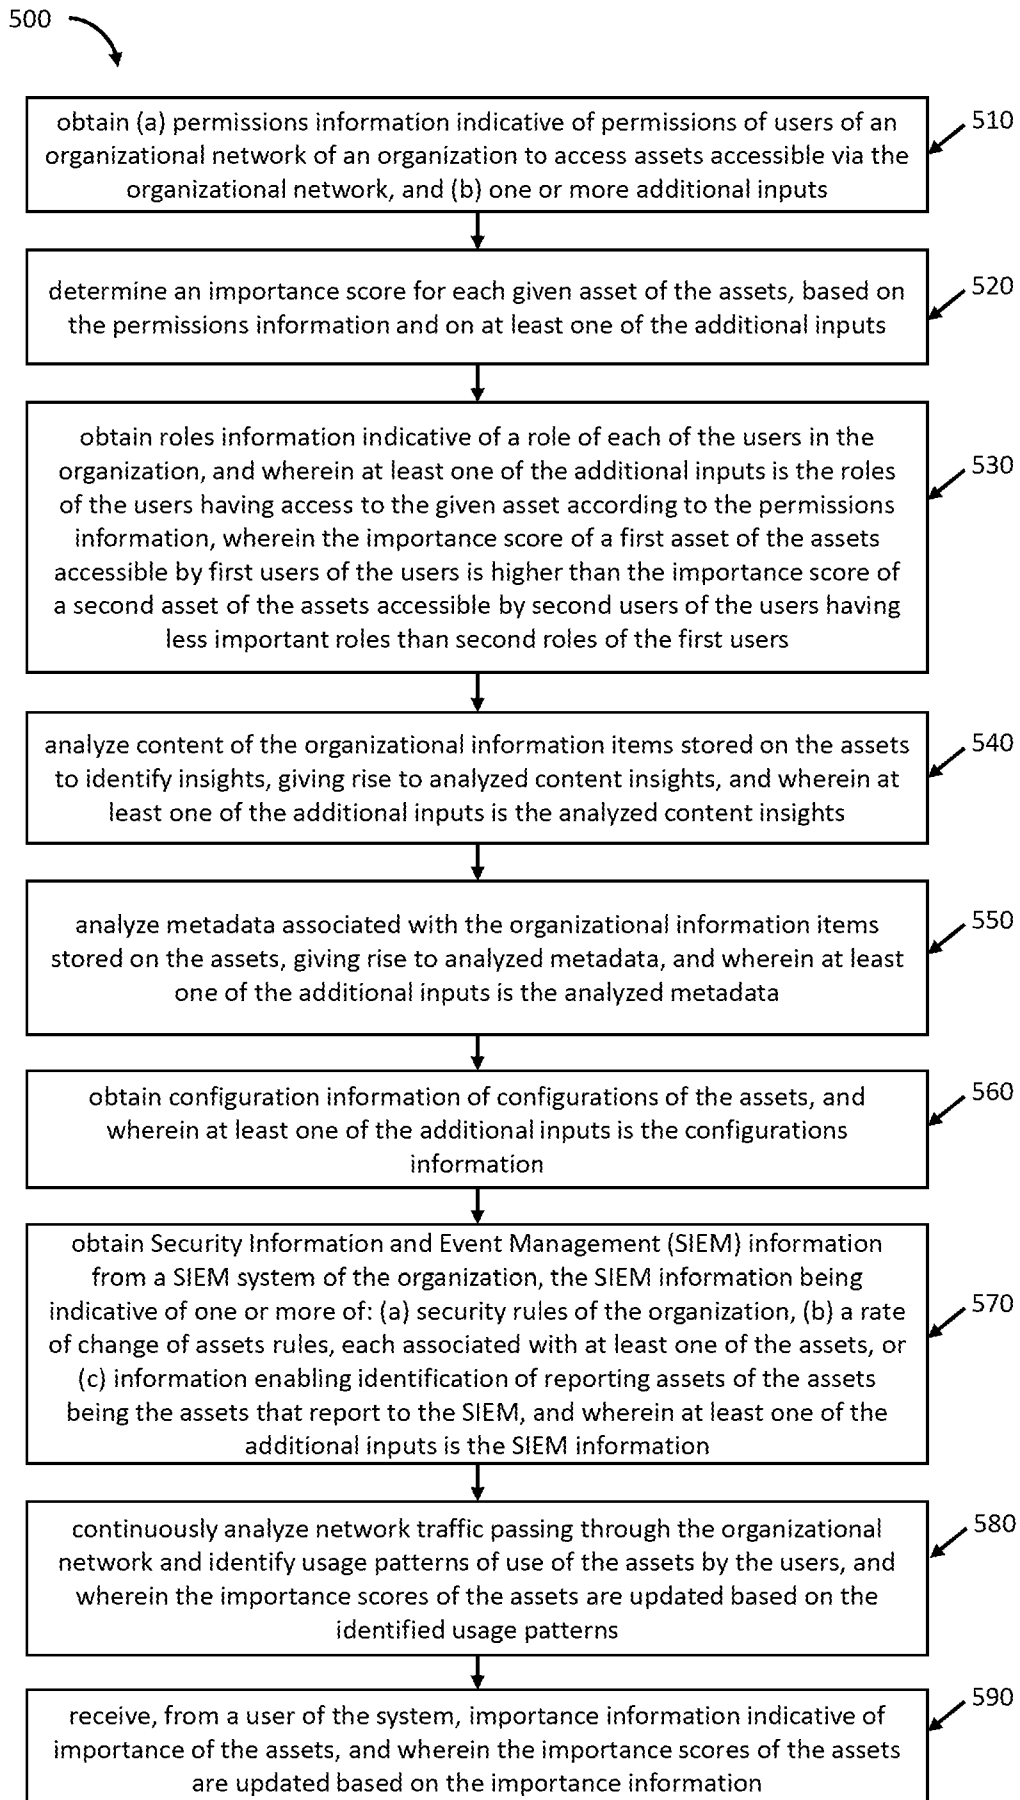 500
obtain (a) permissions information indicative of permissions of users of an
organizational network of an organization to access assets accessible via the
organizational network, and (b) one or more additional inputs
510
determine an importance score for each given asset of the assets, based on
the permissions information and on at least one of the additional inputs
520
obtain roles information indicative of a role of each of the users in the
organization, and wherein at least one of the additional inputs is the roles
of the users having access to the given asset according to the permissions
information, wherein the importance score of a first asset of the assets
accessible by first users of the users is higher than the importance score of
a second asset of the assets accessible by second users of the users having
less important roles than second roles of the first users
530
analyze content of the organizational information items stored on the assets
to identify insights, giving rise to analyzed content insights, and wherein at
least one of the additional inputs is the analyzed content insights
540
analyze metadata associated with the organizational information items
stored on the assets, giving rise to analyzed metadata, and wherein at least
one of the additional inputs is the analyzed metadata
550
obtain configuration information of configurations of the assets, and
wherein at least one of the additional inputs is the configurations
information
560
obtain Security Information and Event Management (SIEM) information
from a SIEM system of the organization, the SIEM information being
indicative of one or more of: (a) security rules of the organization, (b) a rate
of change of assets rules, each associated with at least one of the assets, or
(c) information enabling identification of reporting assets of the assets
being the assets that report to the SIEM, and wherein at least one of the
additional inputs is the SIEM information
570
continuously analyze network traffic passing through the organizational
network and identify usage patterns of use of the assets by the users, and
wherein the importance scores of the assets are updated based on the
identified usage patterns
580
receive, from a user of the system, importance information indicative of
importance of the assets, and wherein the importance scores of the assets
are updated based on the importance information
590